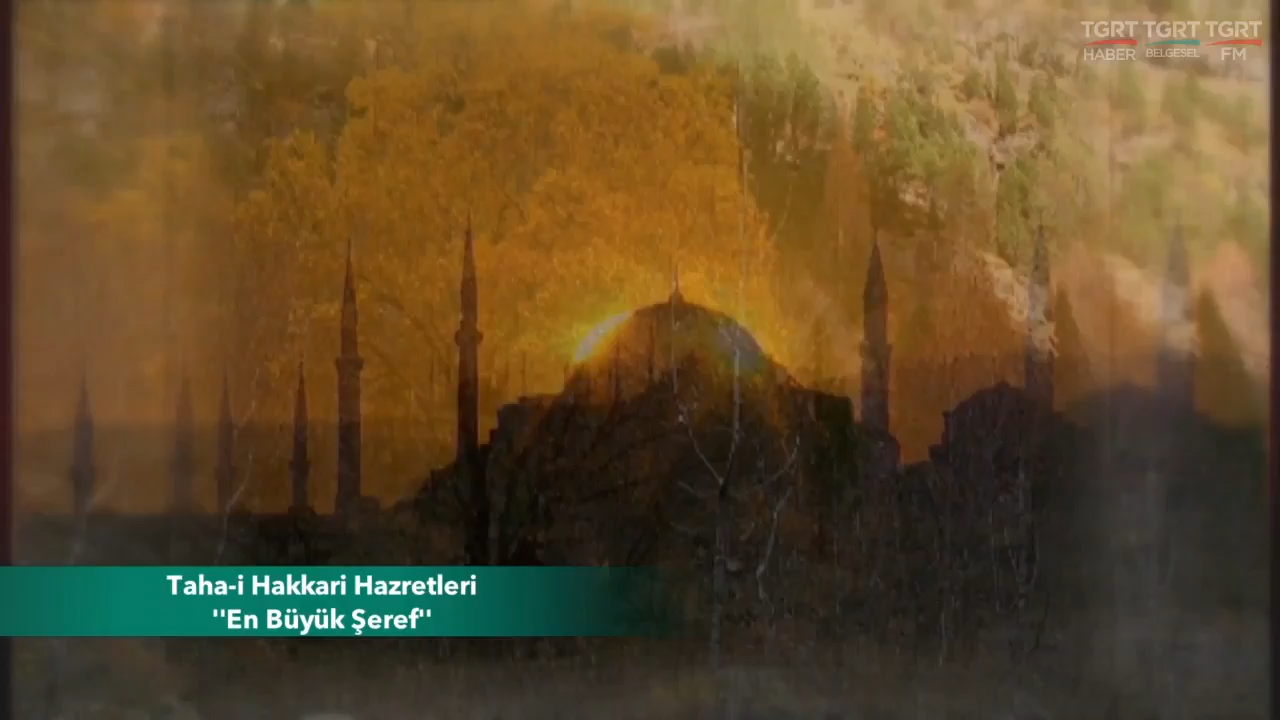 TGRT TGRT TGRT
HABER BELGESEL FM
Taha-i Hakkari Hazretleri
''En Büyük Şeref''